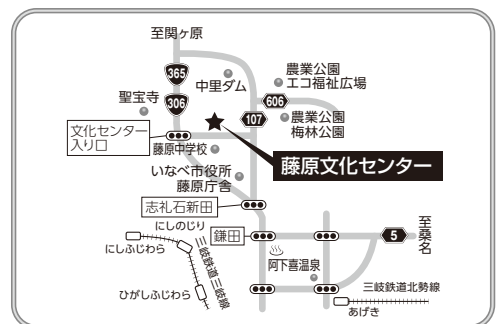 至関ヶ原
365
中里ダム
農業公園
エコ福祉広場
聖宝寺
306
606
107
農業公園
梅林公園
文化センター
入り口
藤原中学校
藤原文化センター
いなべ市役所
藤原庁舎
志礼石新田
にしのじり
にしふじわら
三岐鉄道三岐線
鎌田
5
至桑名
阿下喜温泉
ひがしふじわら
三岐鉄道北勢線
あげき